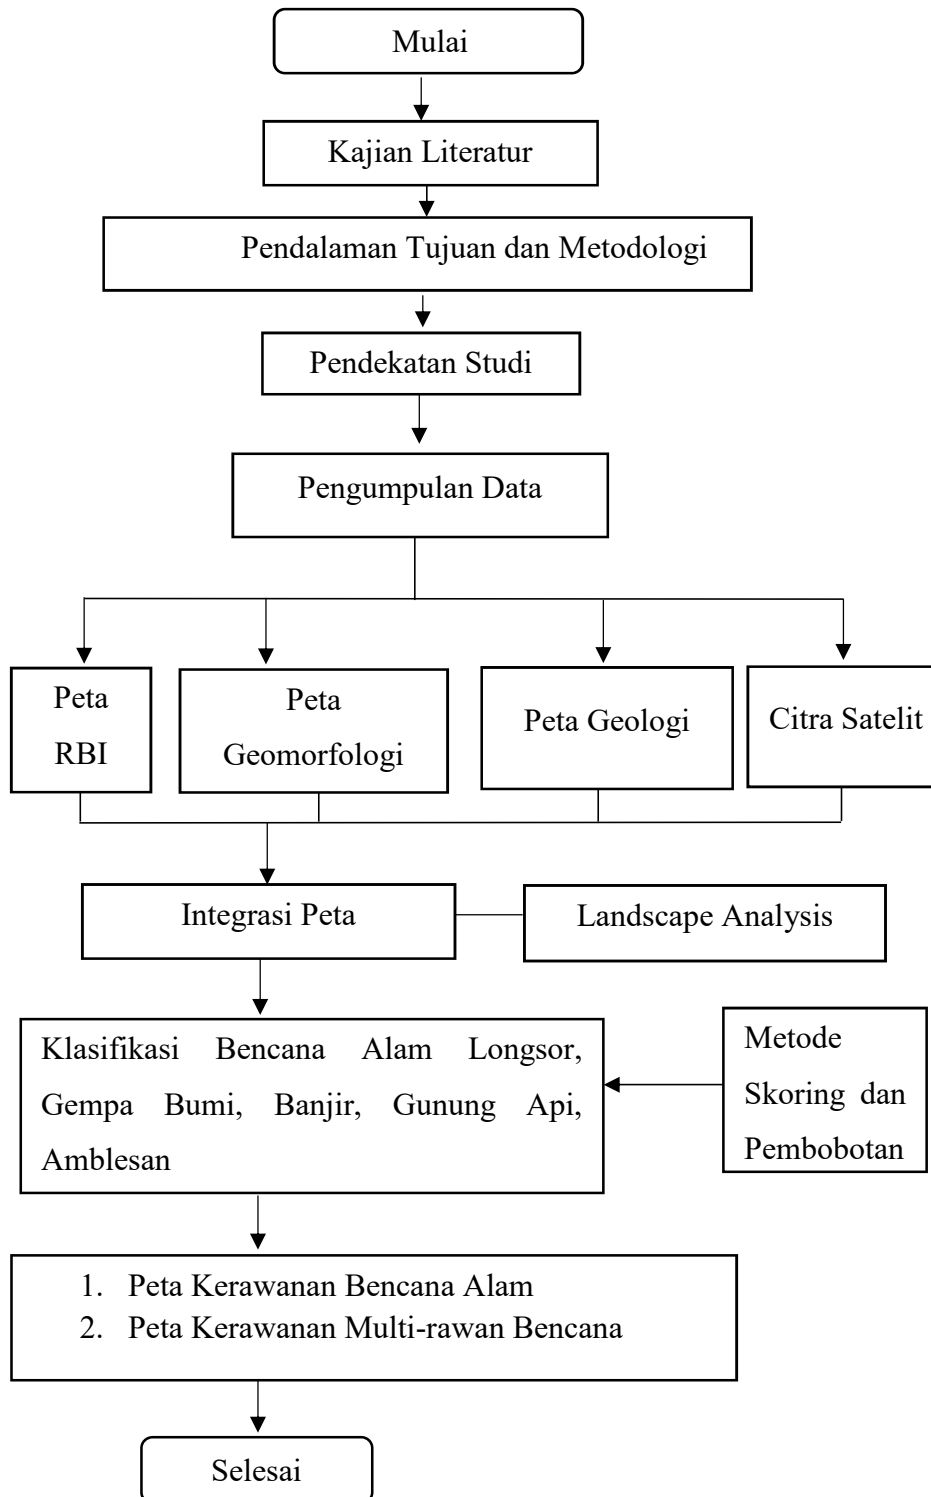 Mulai
Kajian Literatur
Pendalaman Tujuan dan Metodologi
Pendekatan Studi
Pengumpulan Data
Peta
RBI
Peta
Geomorfologi
Peta Geologi
Citra Satelit
Integrasi Peta
Landscape Analysis
Klasifikasi Bencana Alam Longsor,
Gempa Bumi, Banjir, Gunung Api,
Amblesan
Metode
Skoring dan
Pembobotan
1. Peta Kerawanan Bencana Alam
2. Peta Kerawanan Multi-rawan Bencana
Selesai